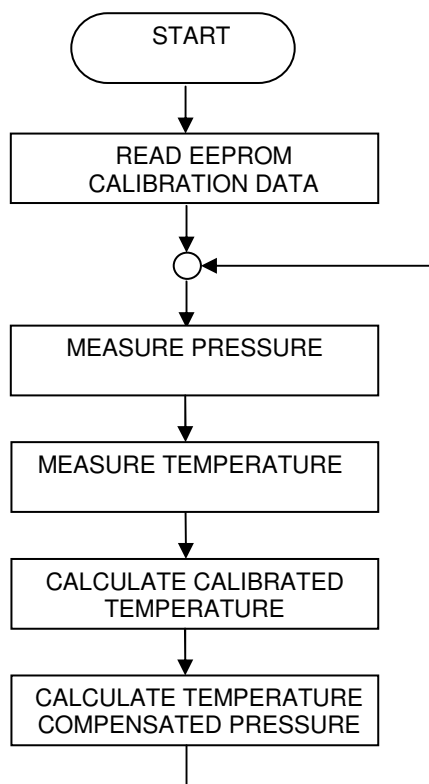 START
READ EEPROM
CALIBRATION DATA
MEASURE PRESSURE
MEASURE TEMPERATURE
CALCULATE CALIBRATED
TEMPERATURE
CALCULATE TEMPERATURE
COMPENSATED PRESSURE